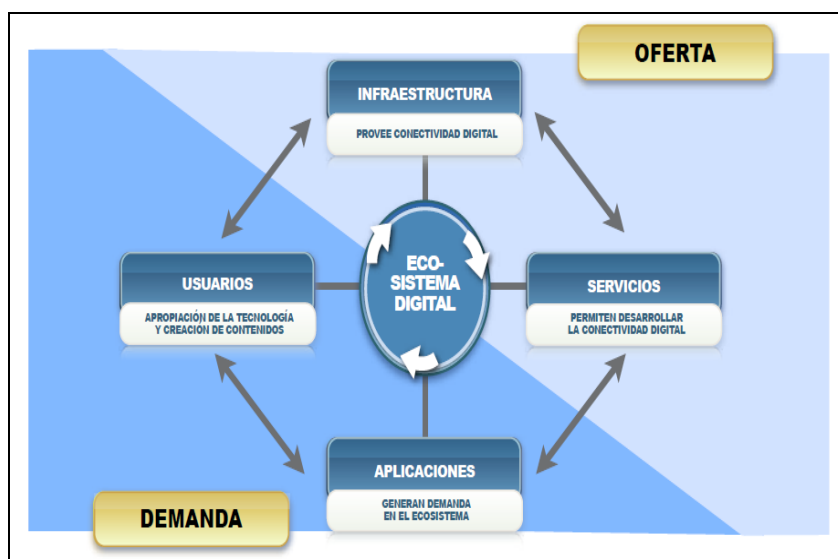 OFERTA
INFRAESTRUCTURA
PROVEE CONECTIVIDAD DIGITAL
USUARIOS
APROPIACIÓN DE LA TECNOLOGÍA
Y CREACIÓN DE CONTENIDOS
ECO-
SISTEMA
DIGITAL
SERVICIOS
PERMITEN DESARROLLAR
LA CONECTIVIDAD DIGITAL
APLICACIONES
GENERAN DEMANDA
EN EL ECOSISTEMA
DEMANDA